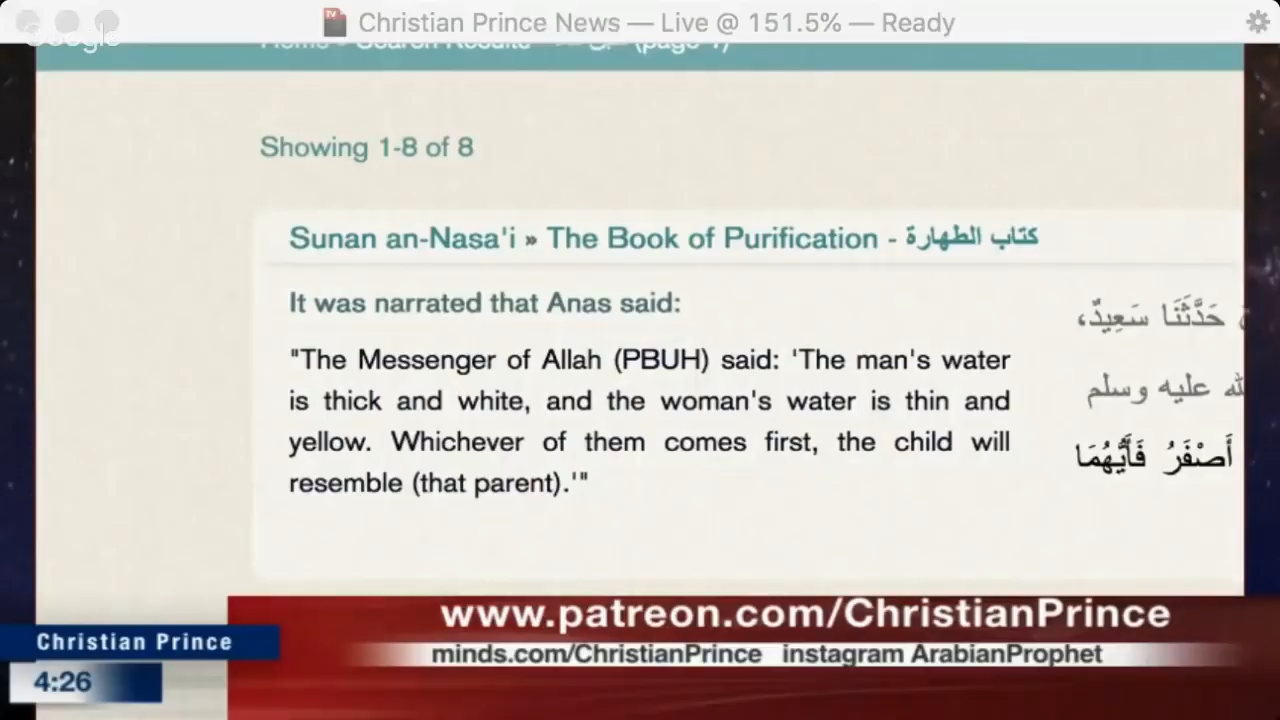 Christian Prince News — Live @ 151.5% — Ready
Google
Showing 1-8 of 8
Sunan an-Nasa'i » The Book of Purification - كتاب الطهارة
It was narrated that Anas said:
"The Messenger of Allah (PBUH) said: 'The man's water
is thick and white, and the woman's water is thin and
yellow. Whichever of them comes first, the child will
resemble (that parent).'"
حَدَّثَنَا سَعِيدٌ،
عليه وسلم
أَصْفَرُ فَأَيُّهُمَا
www.patreon.com/ChristianPrince
minds.com/ChristianPrince instagram ArabianProphet
Christian Prince
4:26